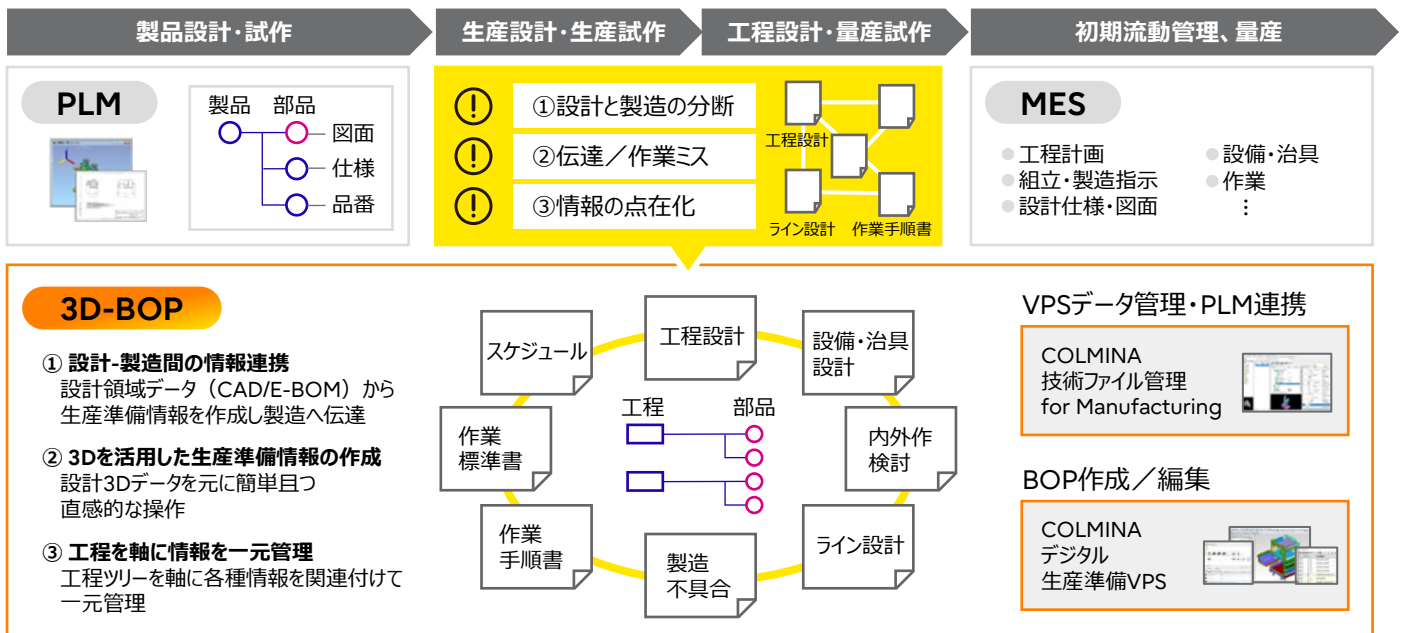 製品設計・試作
生産設計・生産試作
工程設計・量産試作
初期流動管理、量産
PLM
製品 部品
図面
仕様
品番
①設計と製造の分断
②伝達／作業ミス
③情報の点在化
工程設計
ライン設計
作業手順書
MES
工程計画
組立・製造指示
設計仕様・図面
設備・治具
作業
⋮
3D-BOP
① 設計-製造間の情報連携
設計領域データ（CAD/E-BOM）から
生産準備情報を作成し製造へ伝達
② 3Dを活用した生産準備情報の作成
設計3Dデータを元に簡単且つ
直感的な操作
③ 工程を軸に情報を一元管理
工程ツリーを軸に各種情報を関連付けて
一元管理
スケジュール
工程設計
設備・治具
設計
作業
標準書
工程
部品
内外作
検討
作業
手順書
製造
不具合
ライン設計
VPSデータ管理・PLM連携
COLMINA
技術ファイル管理
for Manufacturing
BOP作成／編集
COLMINA
デジタル
生産準備VPS